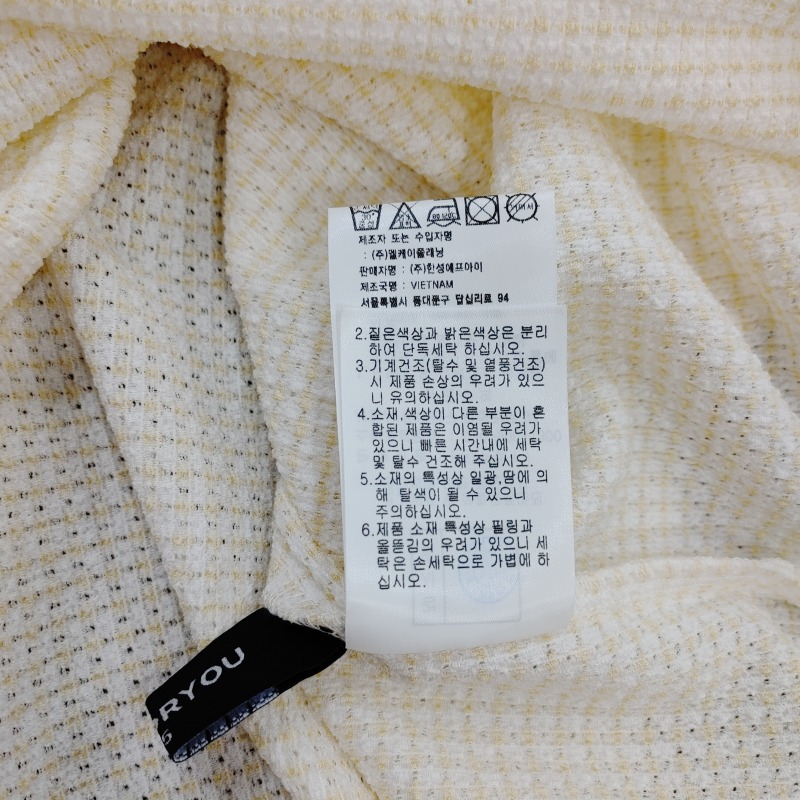 제조자 또는 수입자명
: (주)엘케이플래닝
판매자명 : (주)한성에프아이
제조국명 : VIETNAM
서울특별시 동대문구 답십리로 94
2.짙은색상과 밝은색상은 분리
하여 단독세탁 하십시오.
3.기계건조(탈수 및 열풍건조)
시 제품 손상의 우려가 있으
니 유의하십시오.
4.소재,색상이 다른 부분이 혼
합된 제품은 이염될 우려가
있으니 빠른 시간내에 세탁
및 탈수 건조해 주십시오.
5.소재의 특성상 일광,땀에 의
해 탈색이 될 수 있으니
주의하십시오.
6.제품 소재 특성상 필링과
올뜯김의 우려가 있으니 세
탁은 손세탁으로 가볍에 하
십시오.
RYOU